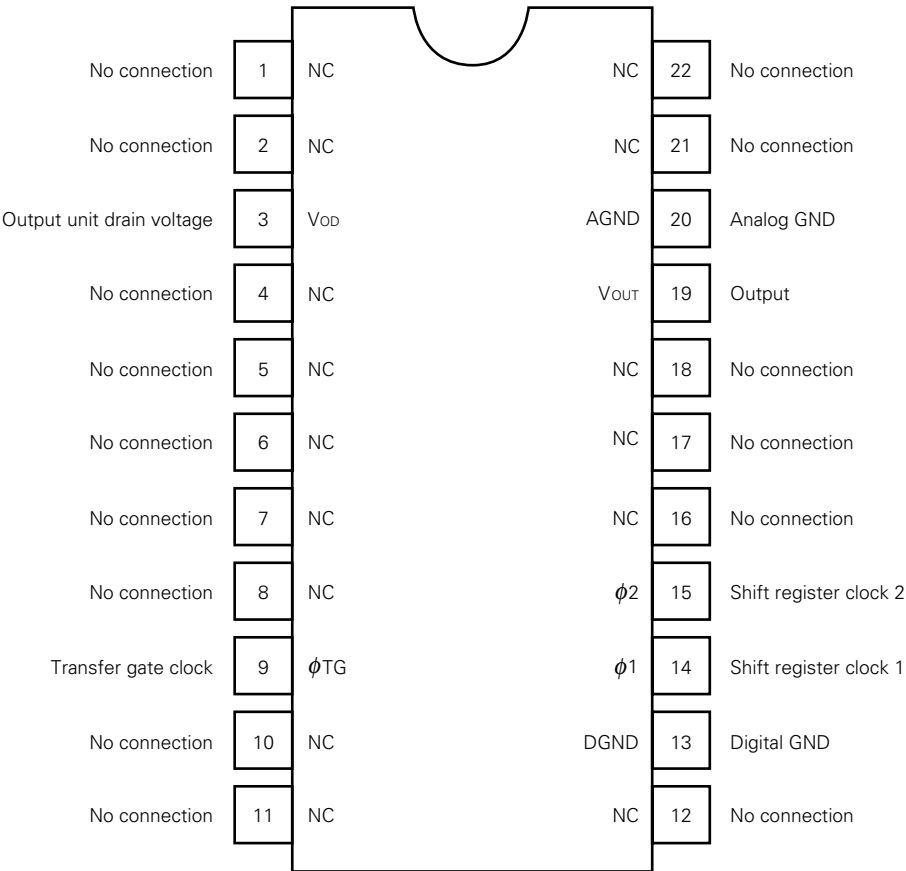 No connection 1 NC NC 22 No connection
No connection 2 NC NC 21 No connection
Output unit drain voltage 3 VOD AGND 20 Analog GND
No connection 4 NC VOUT 19 Output
No connection 5 NC NC 18 No connection
No connection 6 NC NC 17 No connection
No connection 7 NC NC 16 No connection
No connection 8 NC ϕ2 15 Shift register clock 2
Transfer gate clock 9 ϕTG ϕ1 14 Shift register clock 1
No connection 10 NC DGND 13 Digital GND
No connection 11 NC NC 12 No connection